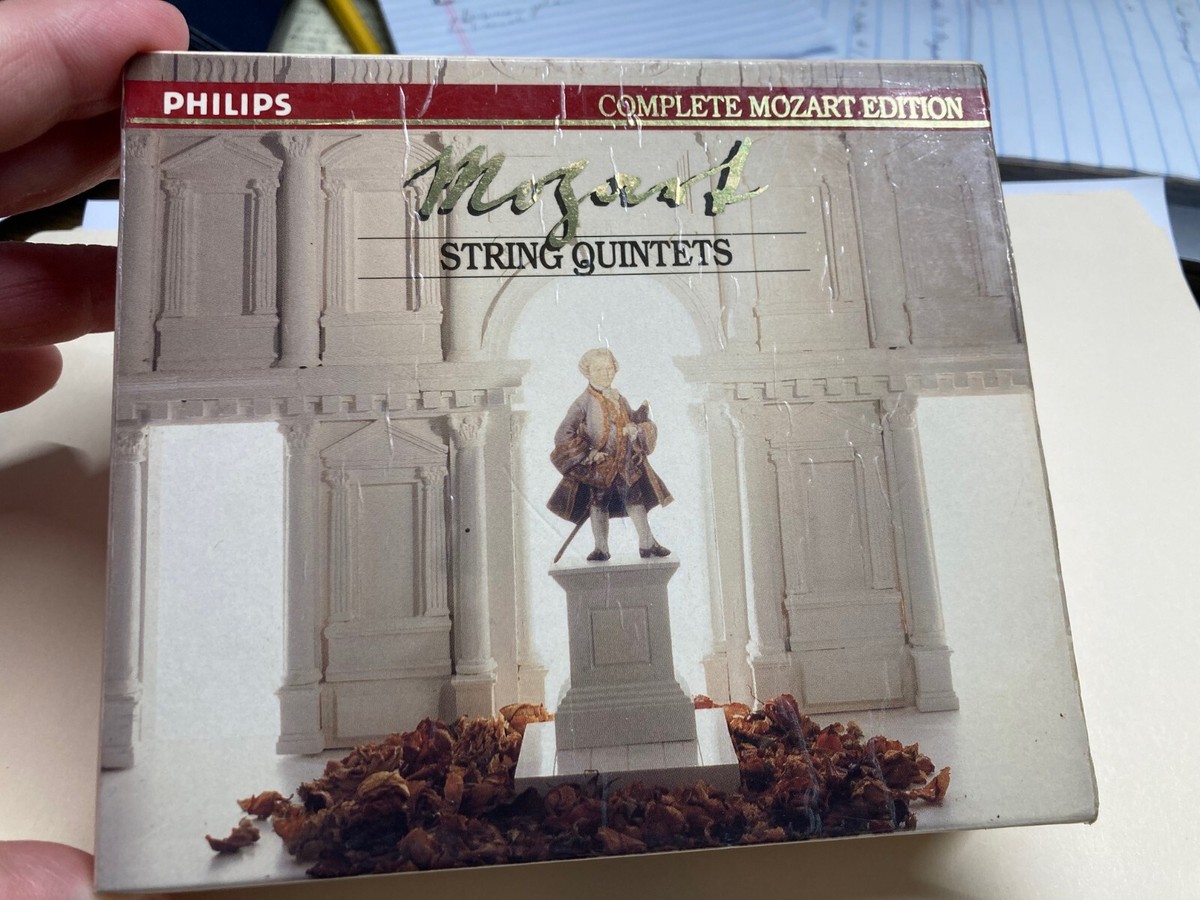 PHILIPS
COMPLETE MOZART EDITION
Mozart
STRING QUINTETS